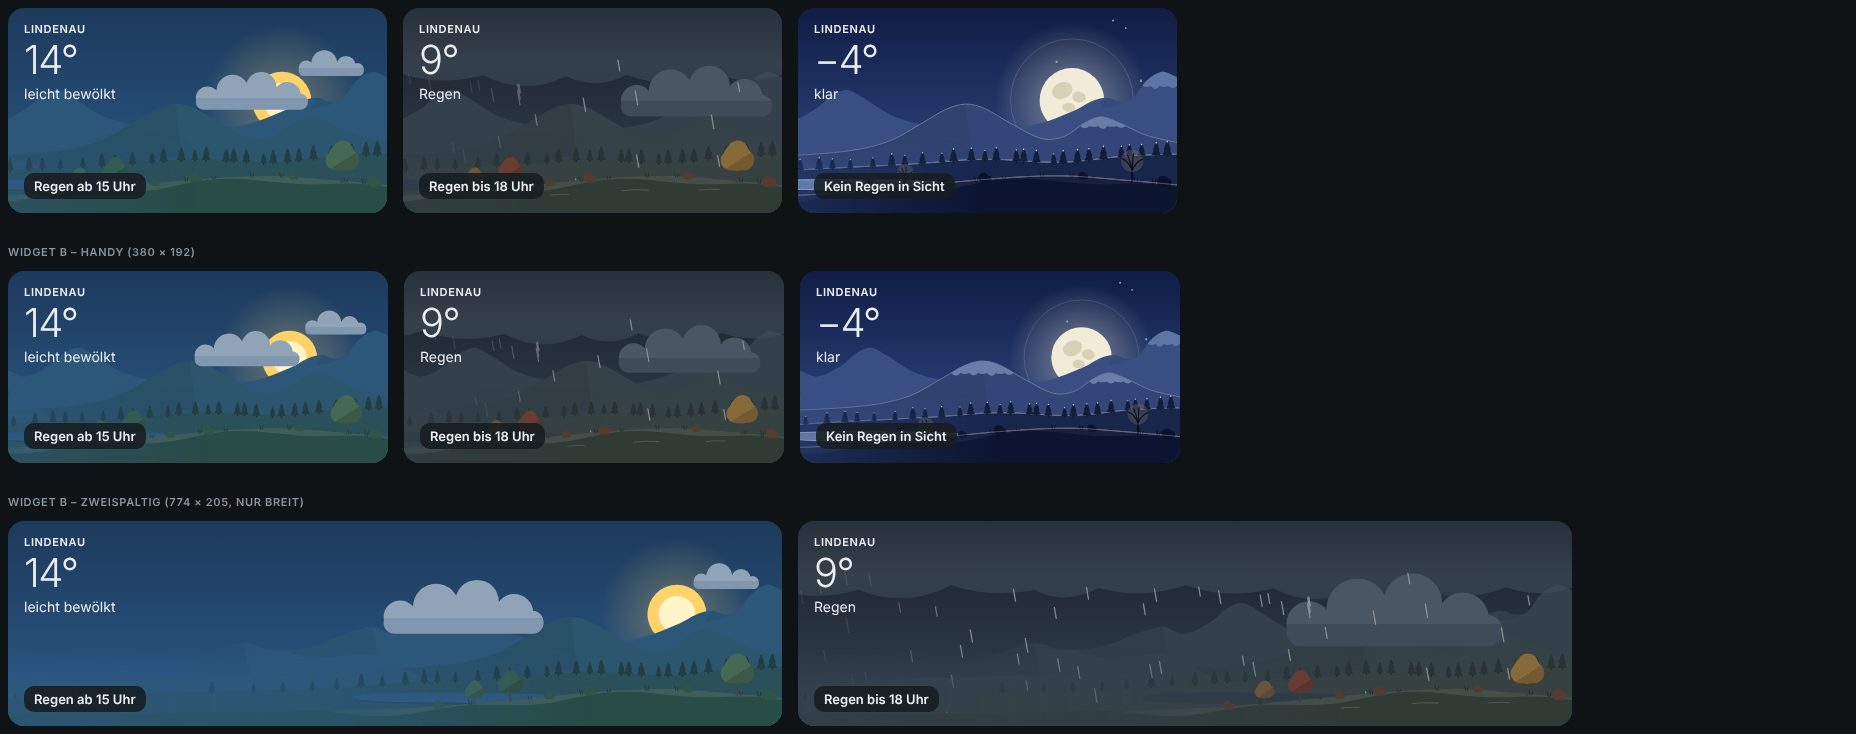 LINDENAU
14°
leicht bewölkt
Regen ab 15 Uhr
LINDENAU
9°
Regen
Regen bis 18 Uhr
LINDENAU
−4°
klar
Kein Regen in Sicht
WIDGET B – HANDY (380 × 192)
LINDENAU
14°
leicht bewölkt
Regen ab 15 Uhr
LINDENAU
9°
Regen
Regen bis 18 Uhr
LINDENAU
−4°
klar
Kein Regen in Sicht
WIDGET B – ZWEISPALTIG (774 × 205, NUR BREIT)
LINDENAU
14°
leicht bewölkt
Regen ab 15 Uhr
LINDENAU
9°
Regen
Regen bis 18 Uhr